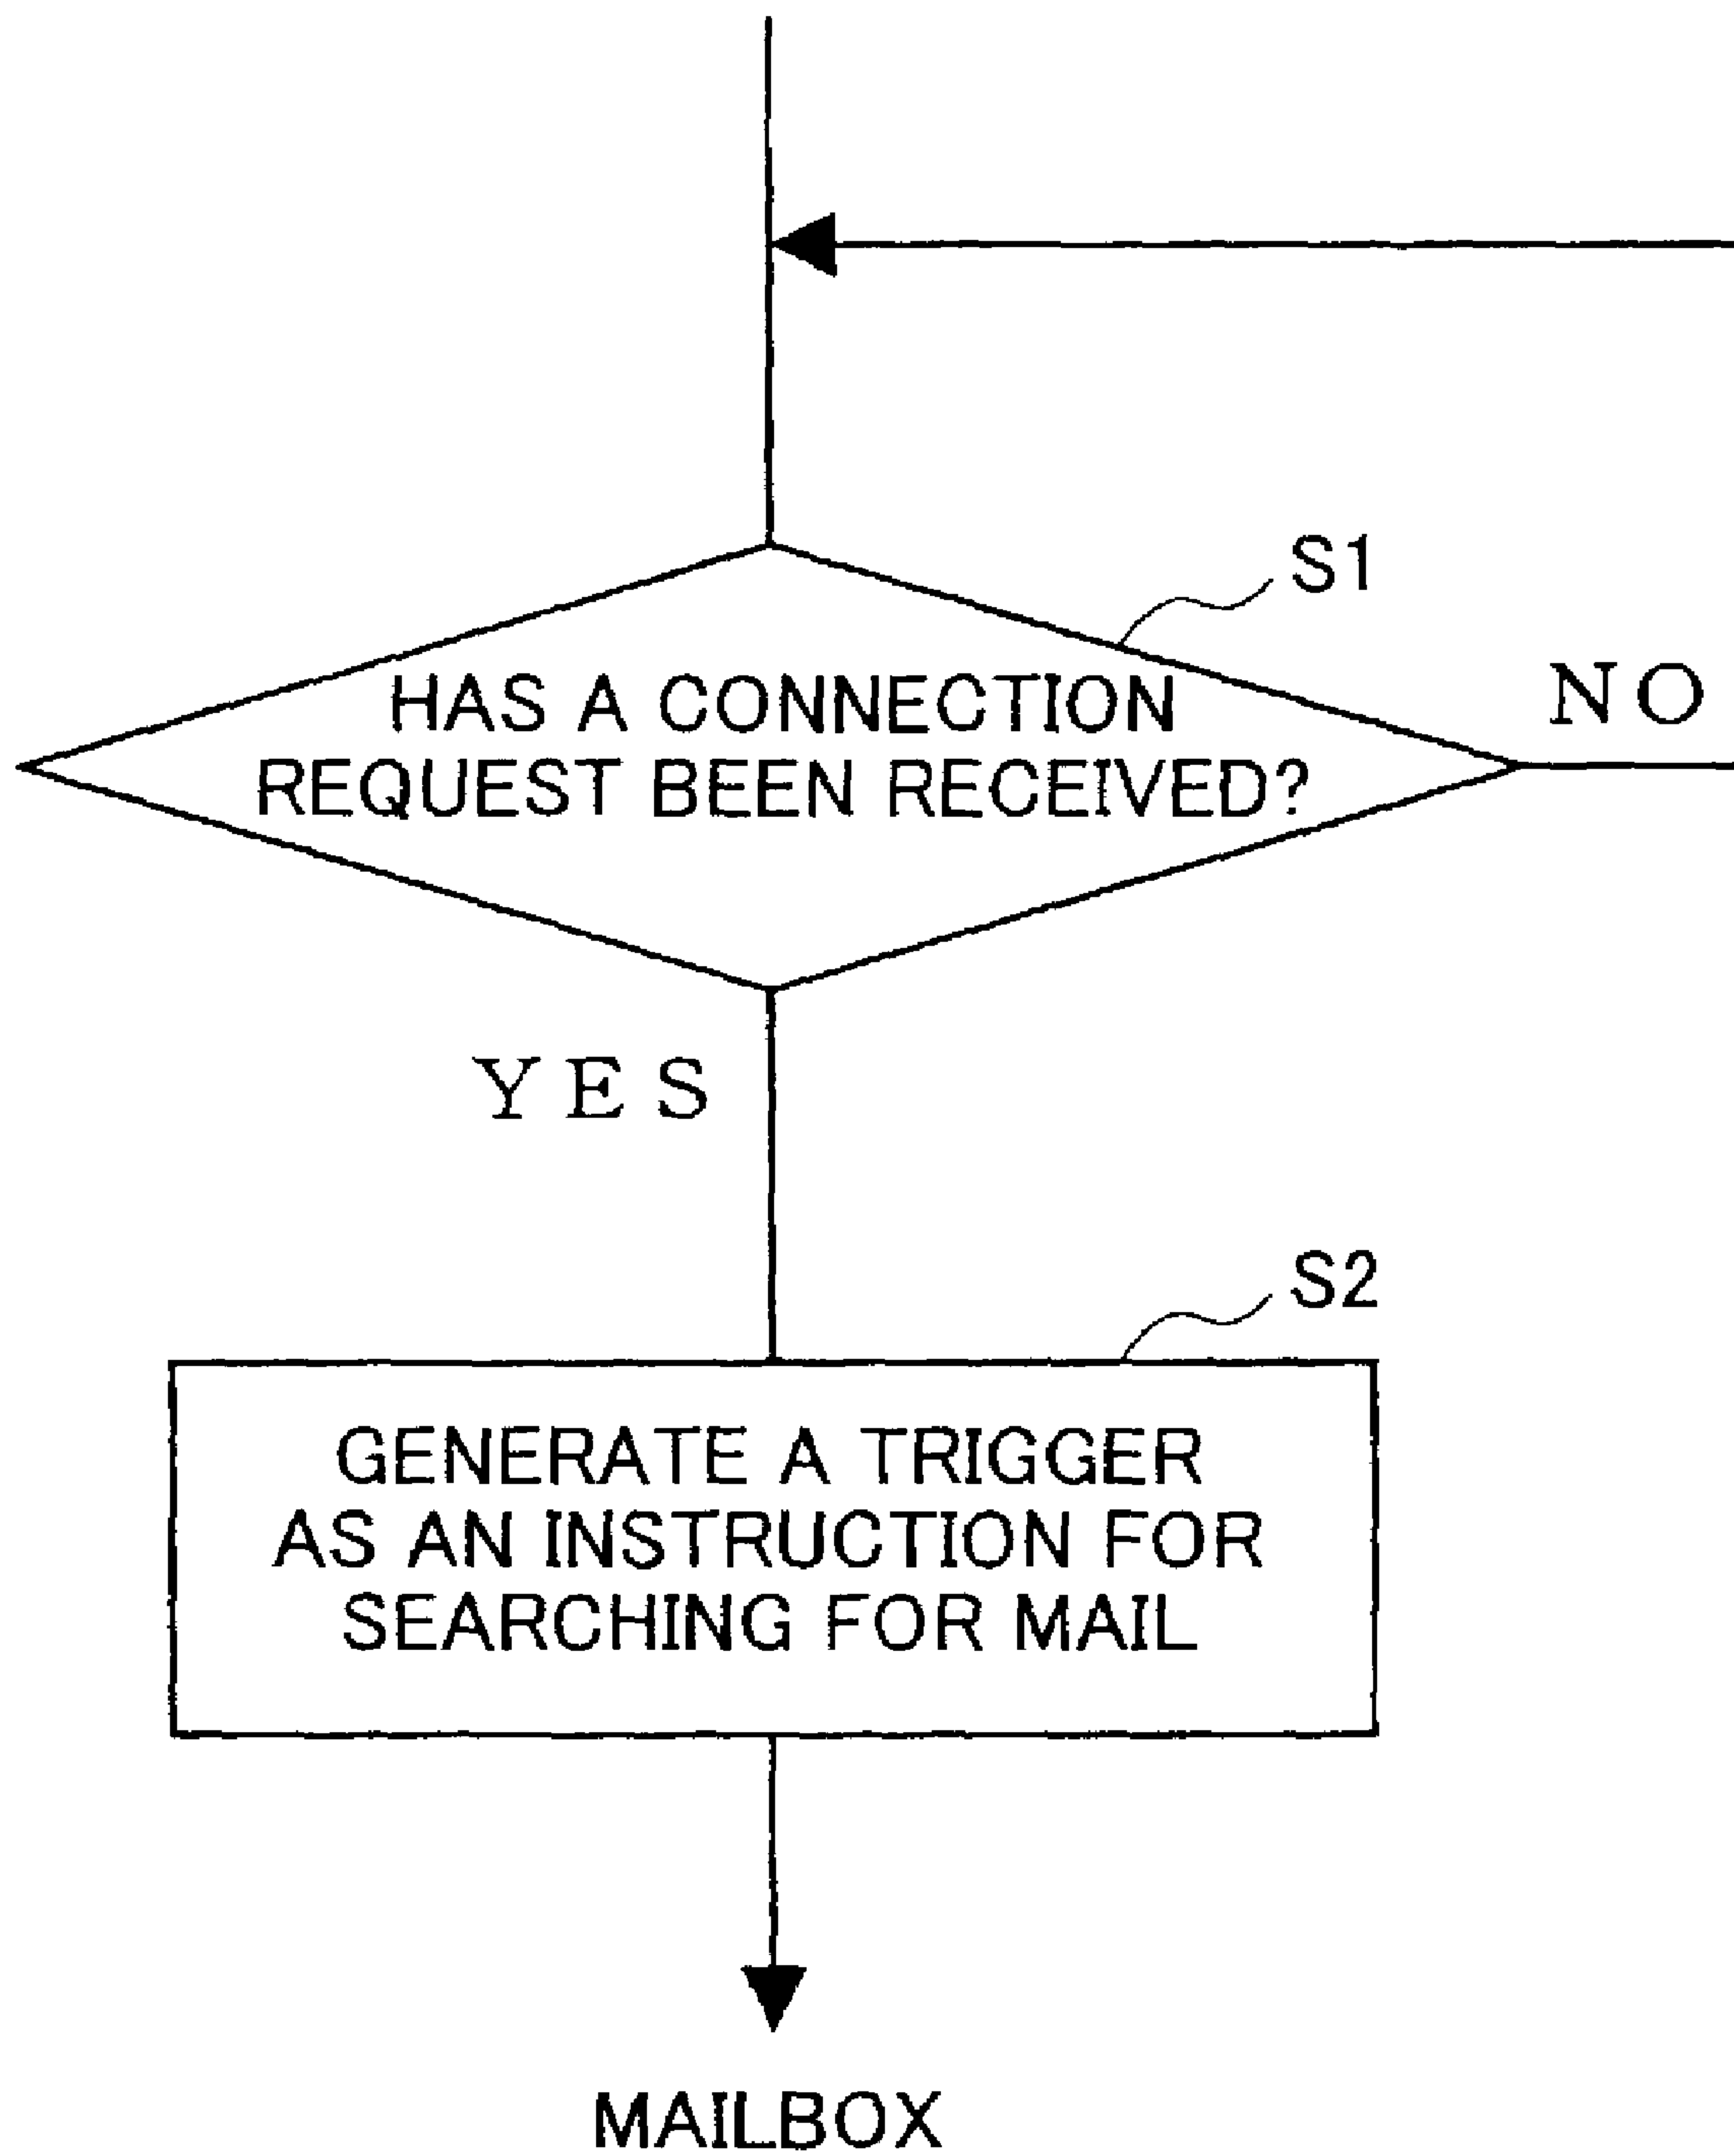 S1
HAS A CONNECTION
REQUEST BEEN RECEIVED?
NO
YES
S2
GENERATE A TRIGGER
AS AN INSTRUCTION FOR
SEARCHING FOR MAIL
MAILBOX